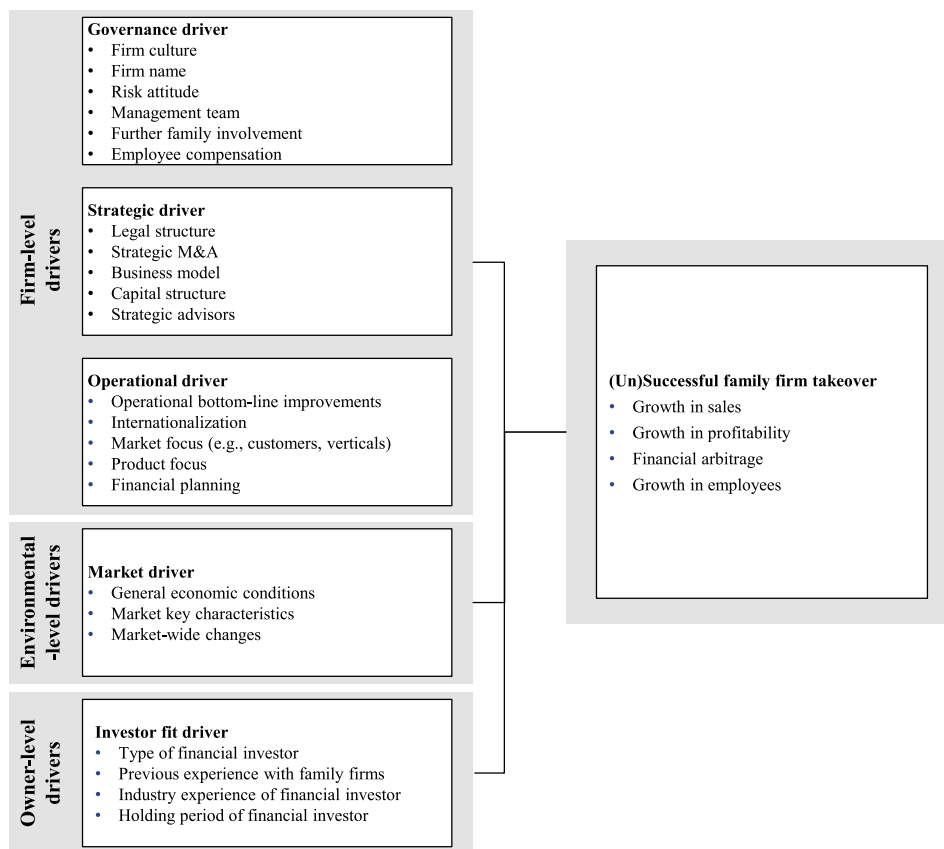 Firm-level
drivers
Governance driver
• Firm culture
• Firm name
• Risk attitude
• Management team
• Further family involvement
• Employee compensation
Strategic driver
• Legal structure
• Strategic M&A
• Business model
• Capital structure
• Strategic advisors
Operational driver
• Operational bottom-line improvements
• Internationalization
• Market focus (e.g., customers, verticals)
• Product focus
• Financial planning
Environmental
-level drivers
Market driver
• General economic conditions
• Market key characteristics
• Market-wide changes
Owner-level
drivers
Investor fit driver
• Type of financial investor
• Previous experience with family firms
• Industry experience of financial investor
• Holding period of financial investor
(Un)Successful family firm takeover
• Growth in sales
• Growth in profitability
• Financial arbitrage
• Growth in employees